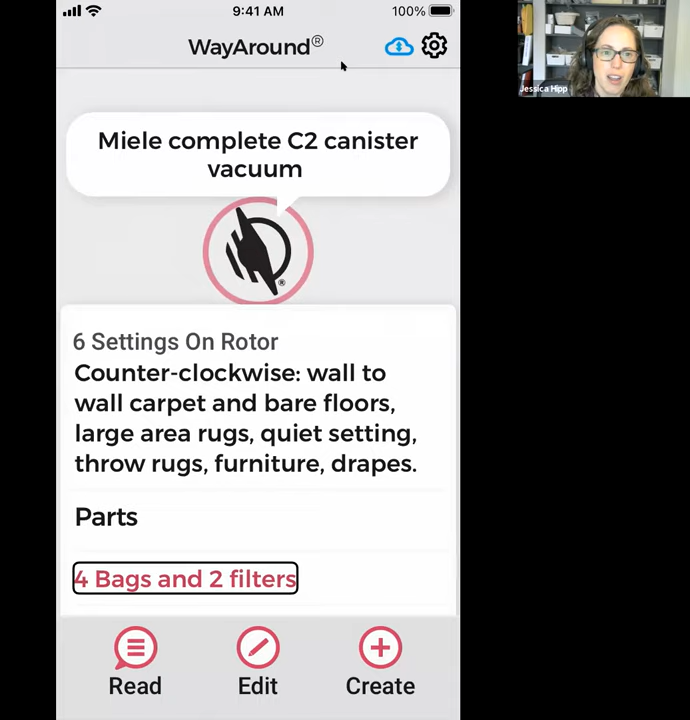 9:41 AM
100%
WayAround®
Jessica Hipp
Miele complete C2 canister
vacuum
6 Settings On Rotor
Counter-clockwise: wall to
wall carpet and bare floors,
large area rugs, quiet setting,
throw rugs, furniture, drapes.
Parts
4 Bags and 2 filters
Read
Edit
Create